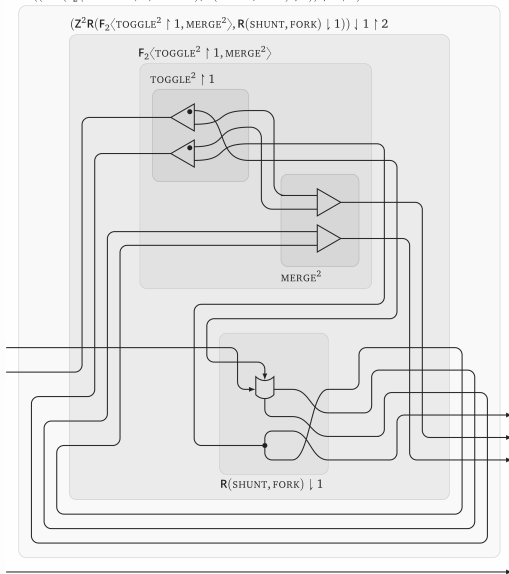 (Z²R(F₂⟨TOGGLE² ↾ 1, MERGE²⟩, R(SHUNT, FORK) ⇂ 1)) ⇂ 1 ↾ 2
F₂⟨TOGGLE² ↾ 1, MERGE²⟩
TOGGLE² ↾ 1
MERGE²
R(SHUNT, FORK) ⇂ 1